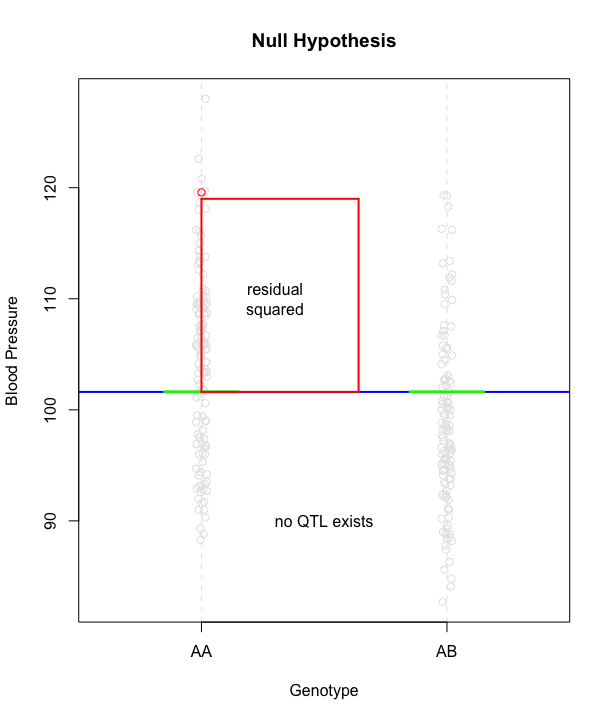 Null Hypothesis
Blood Pressure
120
110
100
90
residual
squared
no QTL exists
AA
AB
Genotype